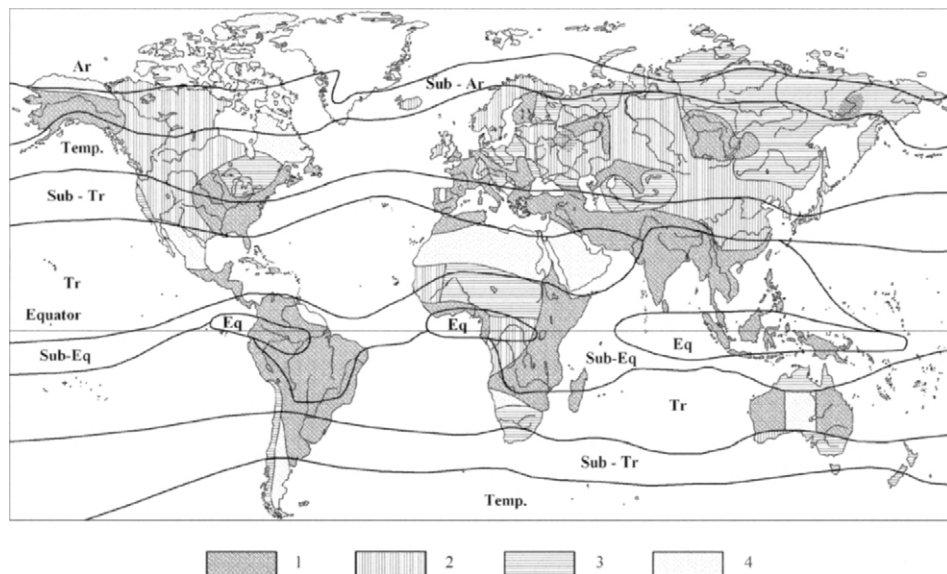 Ar
Sub - Ar
Temp.
Sub - Tr
Tr
Equator
Eq
Eq
Eq
Sub-Eq
Sub-Eq
Tr
Sub - Tr
Temp.
1
2
3
4